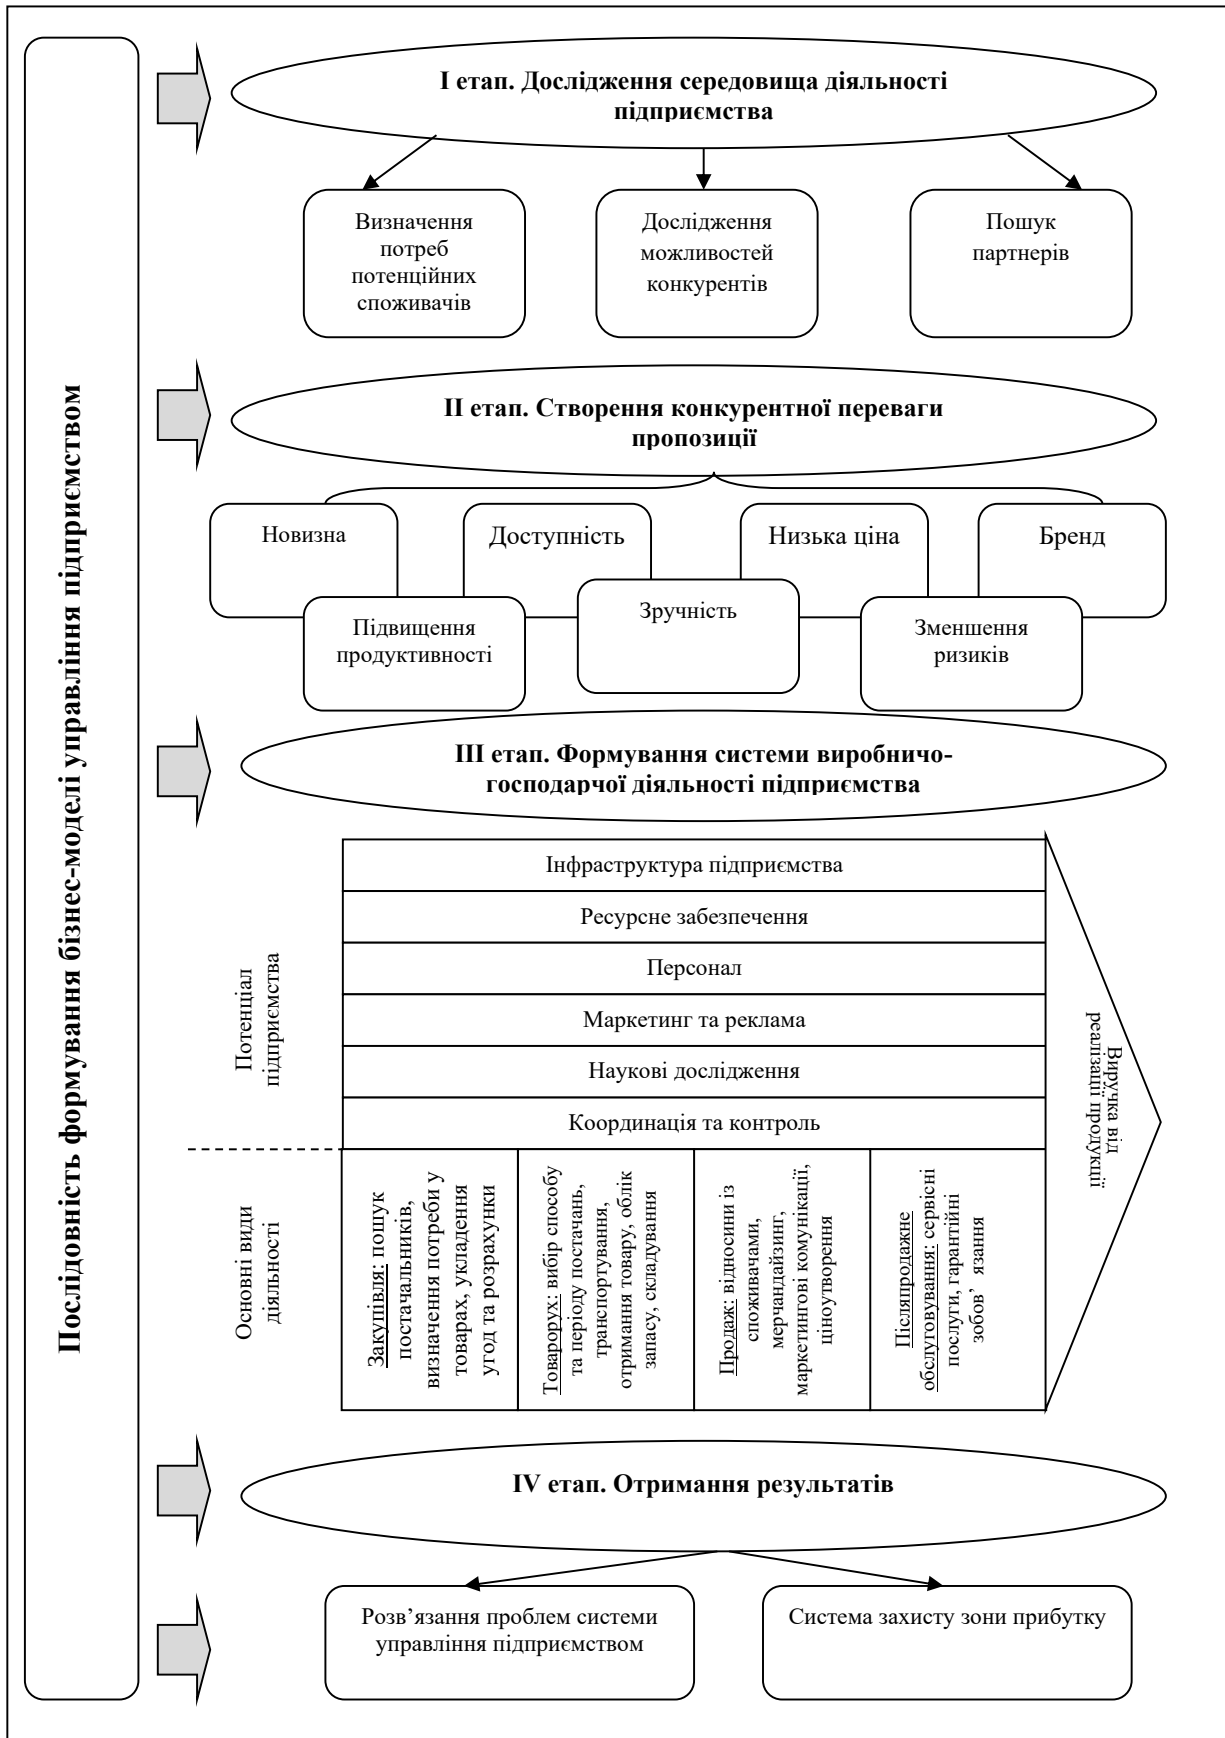 Послідовність формування бізнес-моделі управління підприємством
І етап. Дослідження середовища діяльності
підприємства
Визначення
потреб
потенційних
споживачів
Дослідження
можливостей
конкурентів
Пошук
партнерів
ІІ етап. Створення конкурентної переваги
пропозиції
Новизна
Доступність
Низька ціна
Бренд
Підвищення
продуктивності
Зручність
Зменшення
ризиків
ІІІ етап. Формування системи виробничо-
господарчої діяльності підприємства
Потенціал
підприємства
Інфраструктура підприємства
Ресурсне забезпечення
Персонал
Маркетинг та реклама
Наукові дослідження
Координація та контроль
Виручка від
реалізації продукції
Основні види
діяльності
Закупівля: пошук
постачальників,
визначення потреби у
товарах, укладення
угод та розрахунки
Товарорух: вибір способу
та періоду постачань,
транспортування,
отримання товару, облік
запасу, складування
Продаж: відносини із
споживачами,
мерчандайзинг,
маркетингові комунікації,
ціноутворення
Післяпродажне
обслуговування: сервісні
послуги, гарантійні
зобов’ язання
IV етап. Отримання результатів
Розв’язання проблем системи
управління підприємством
Система захисту зони прибутку